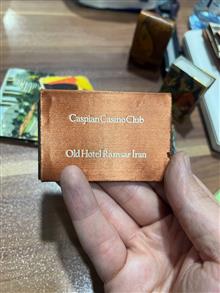 Caspian Casino Club
Old Hotel Ramsar Iran